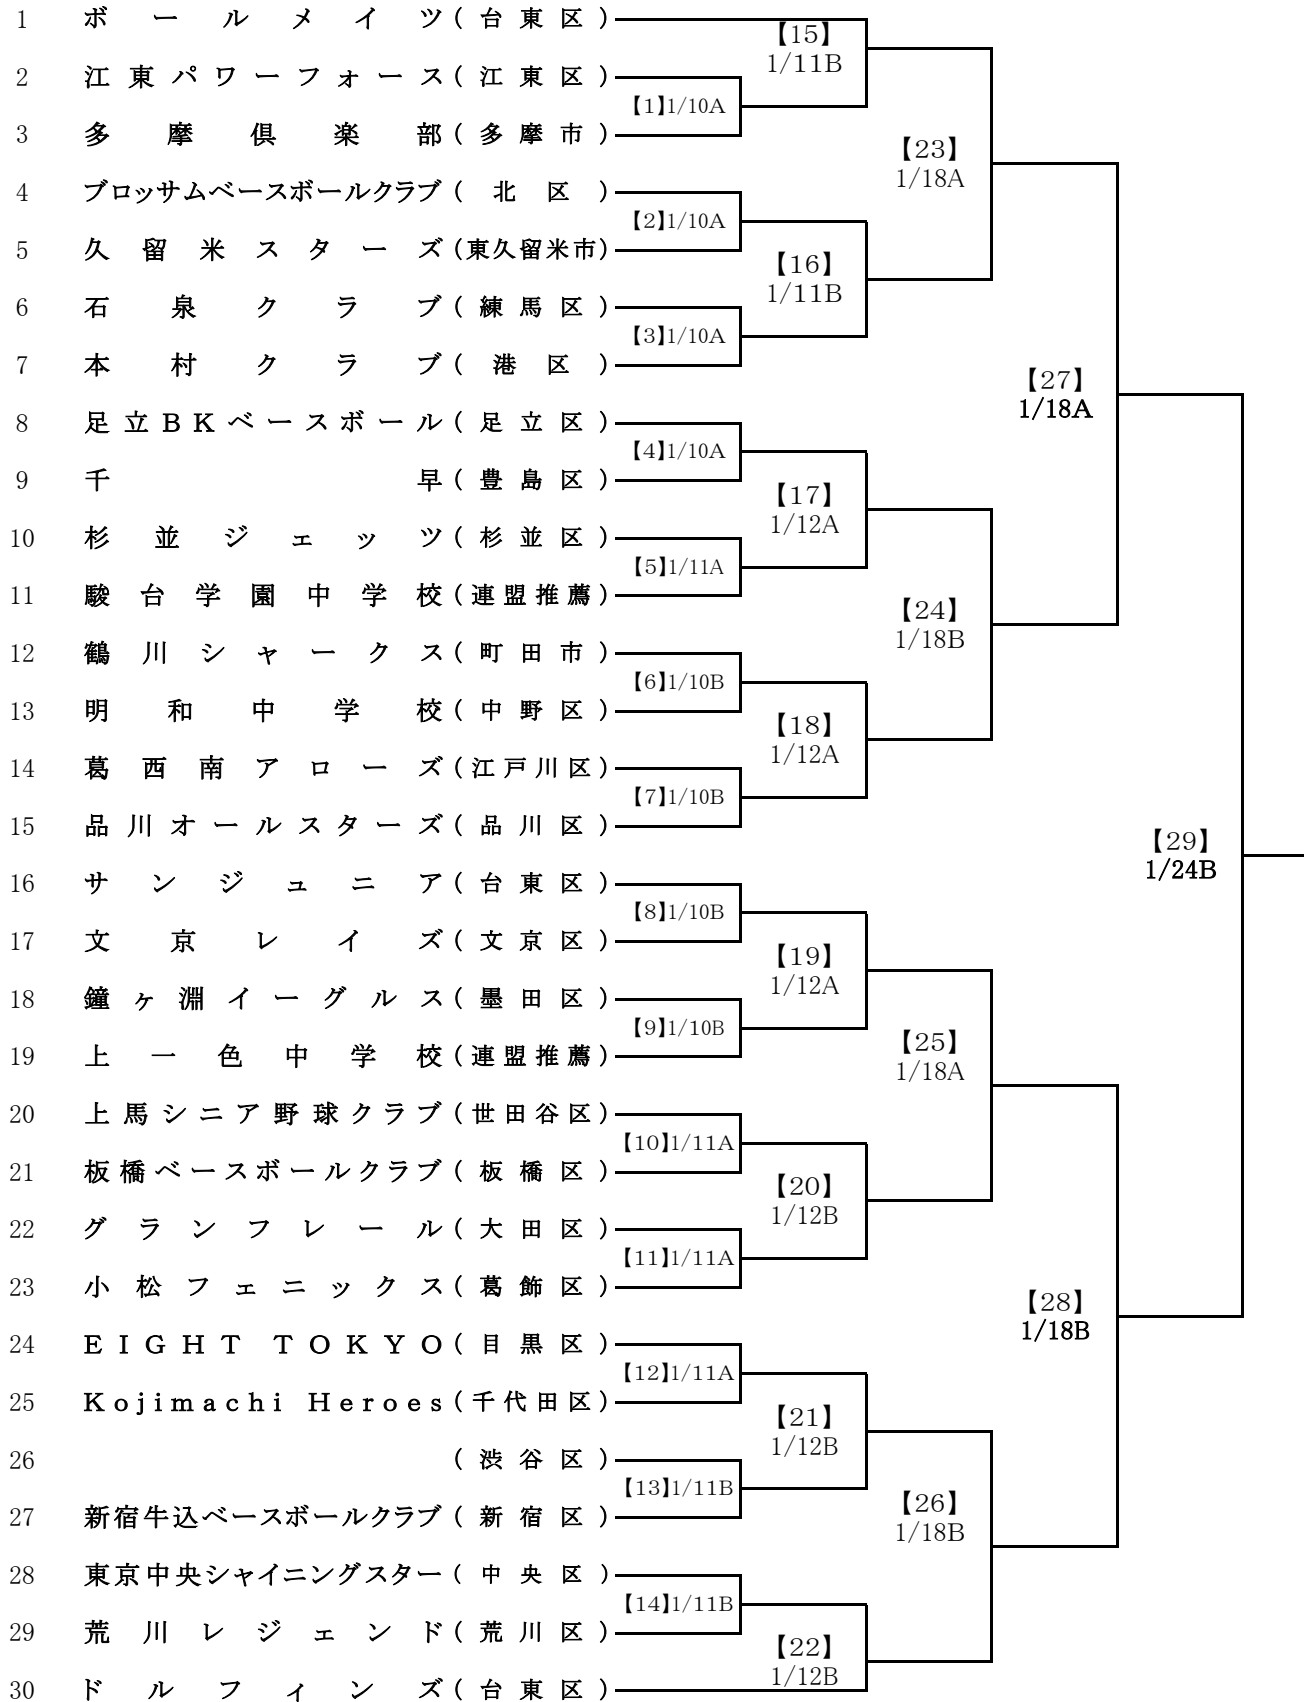 1 ボールメイツ(台東区)
【15】
1/11B
2 江東パワーフォース(江東区)
【1】1/10A
3 多摩倶楽部(多摩市)
【23】
1/18A
4 ブロッサムベースボールクラブ(北区)
【2】1/10A
5 久留米スターズ(東久留米市)
【16】
1/11B
6 石泉クラブ(練馬区)
【3】1/10A
7 本村クラブ(港区)
【27】
1/18A
8 足立BKベースボール(足立区)
【4】1/10A
9 千早(豊島区)
【17】
1/12A
10 杉並ジェッツ(杉並区)
【5】1/11A
11 駿台学園中学校(連盟推薦)
【24】
1/18B
12 鶴川シャークス(町田市)
【6】1/10B
13 明和中学校(中野区)
【18】
1/12A
14 葛西南アローズ(江戸川区)
【7】1/10B
15 品川オールスターズ(品川区)
【29】
1/24B
16 サンジュニア(台東区)
【8】1/10B
17 文京レイズ(文京区)
【19】
1/12A
18 鐘ヶ淵イーグルス(墨田区)
【9】1/10B
19 上一色中学校(連盟推薦)
【25】
1/18A
20 上馬シニア野球クラブ(世田谷区)
【10】1/11A
21 板橋ベースボールクラブ(板橋区)
【20】
1/12B
22 グランフレール(大田区)
【11】1/11A
23 小松フェニックス(葛飾区)
【28】
1/18B
24 EIGHT TOKYO(目黒区)
【12】1/11A
25 Kojimachi Heroes(千代田区)
【21】
1/12B
26 (渋谷区)
【13】1/11B
27 新宿牛込ベースボールクラブ(新宿区)
【26】
1/18B
28 東京中央シャイニングスター(中央区)
【14】1/11B
29 荒川レジェンド(荒川区)
【22】
1/12B
30 ドルフィンズ(台東区)